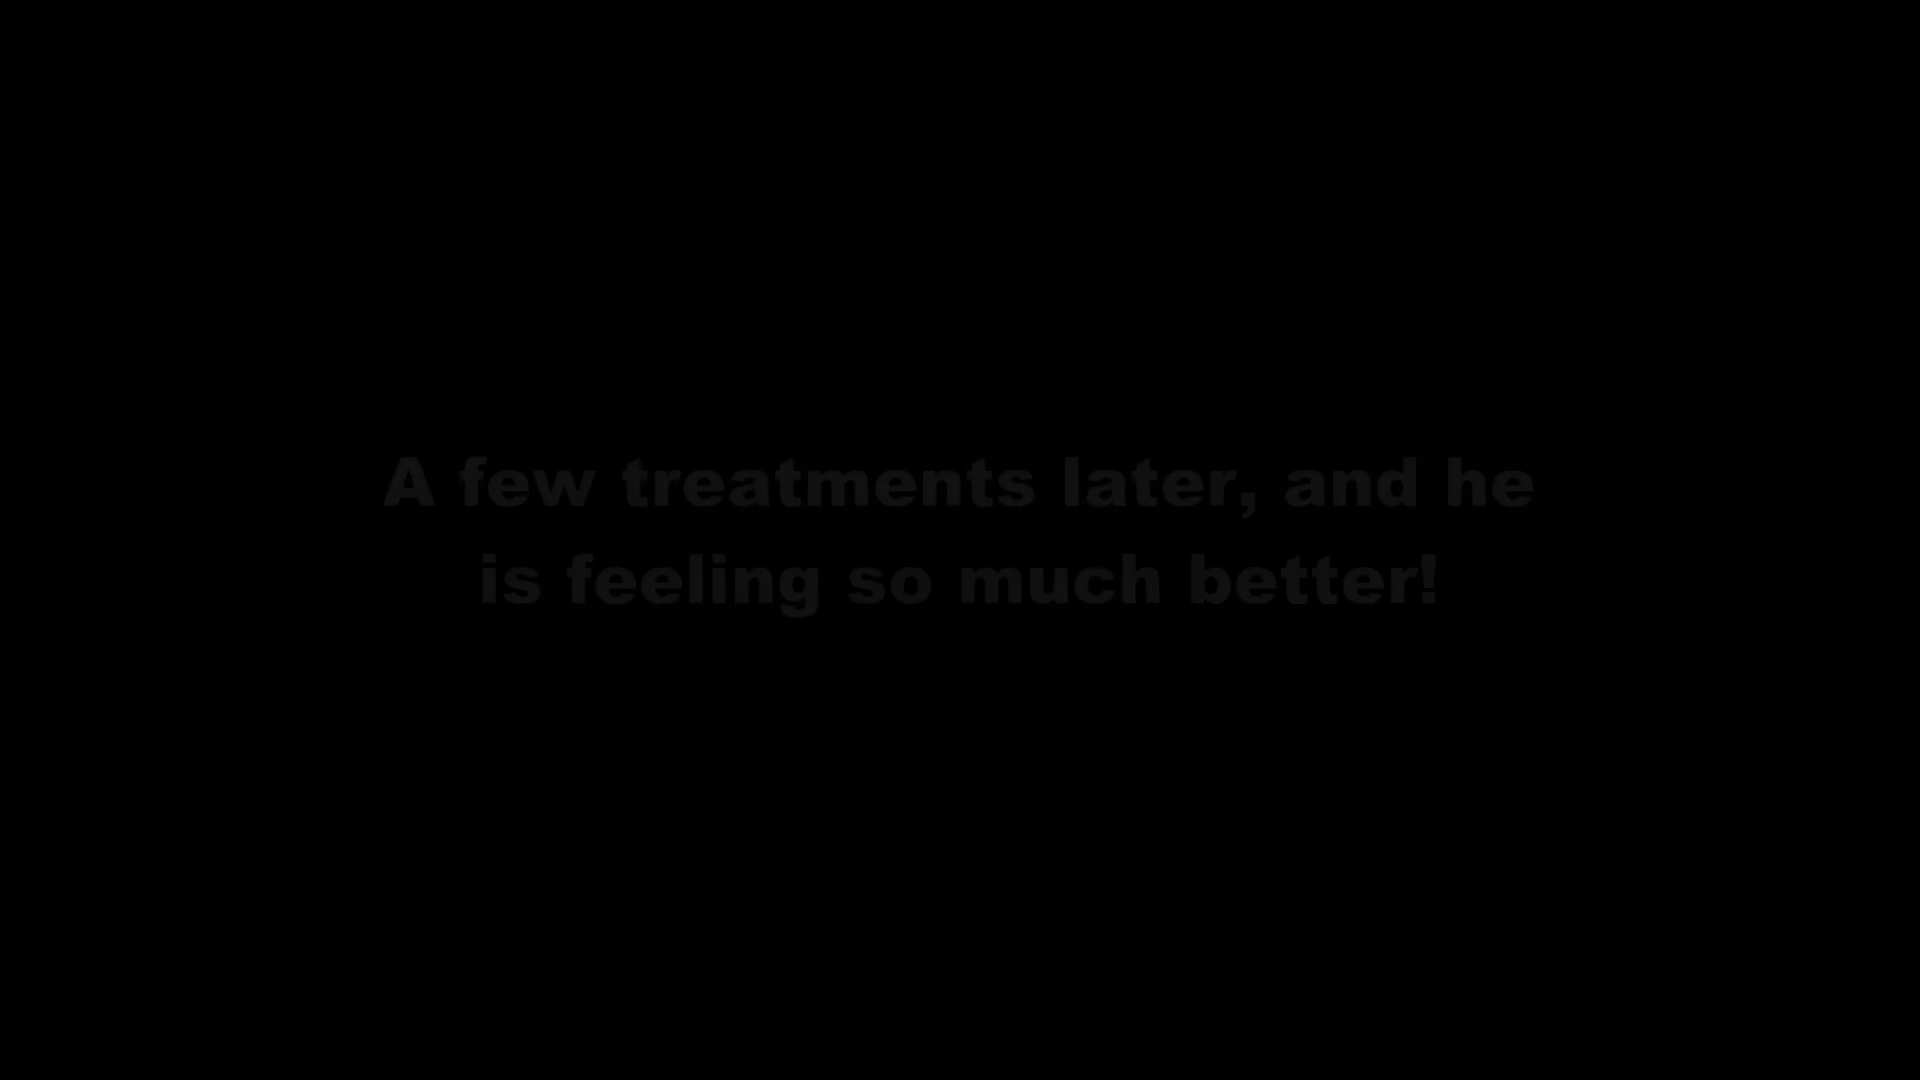 A few treatments later, and he
is feeling so much better!